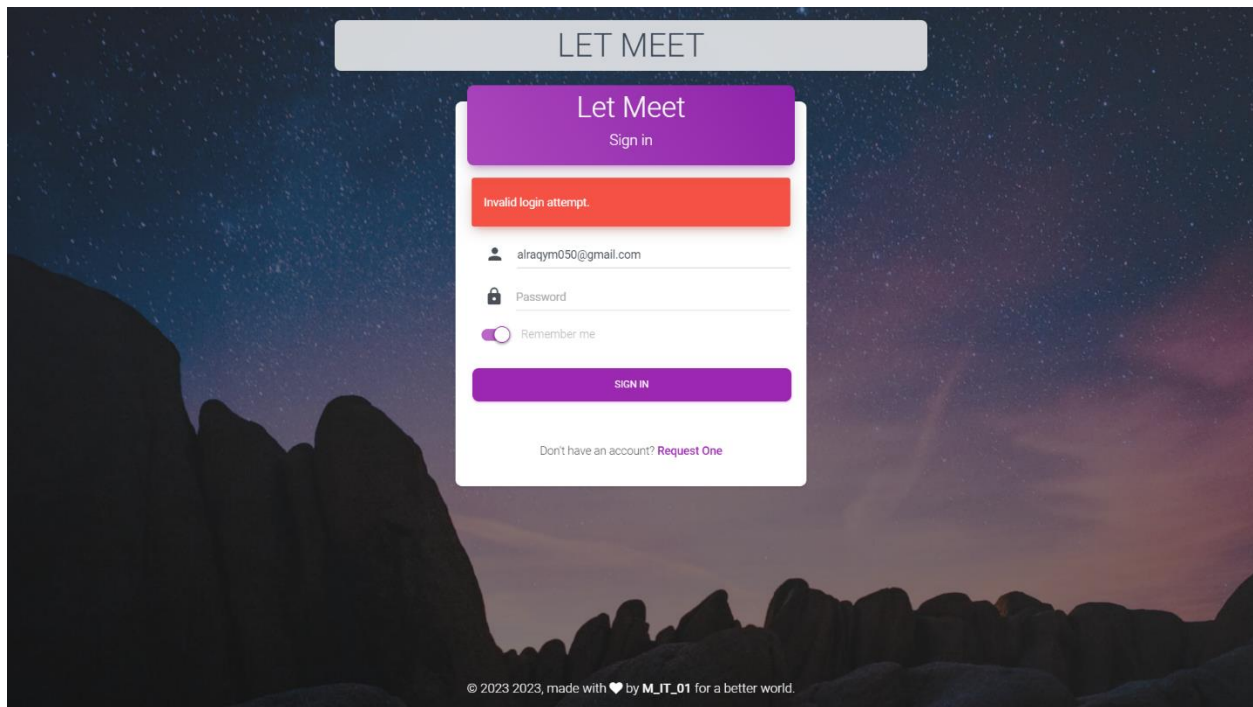 LET MEET
Let Meet
Sign in
Invalid login attempt.
alraqym050@gmail.com
Password
Remember me
SIGN IN
Don't have an account? Request One
© 2023 2023, made with by M_IT_01 for a better world.